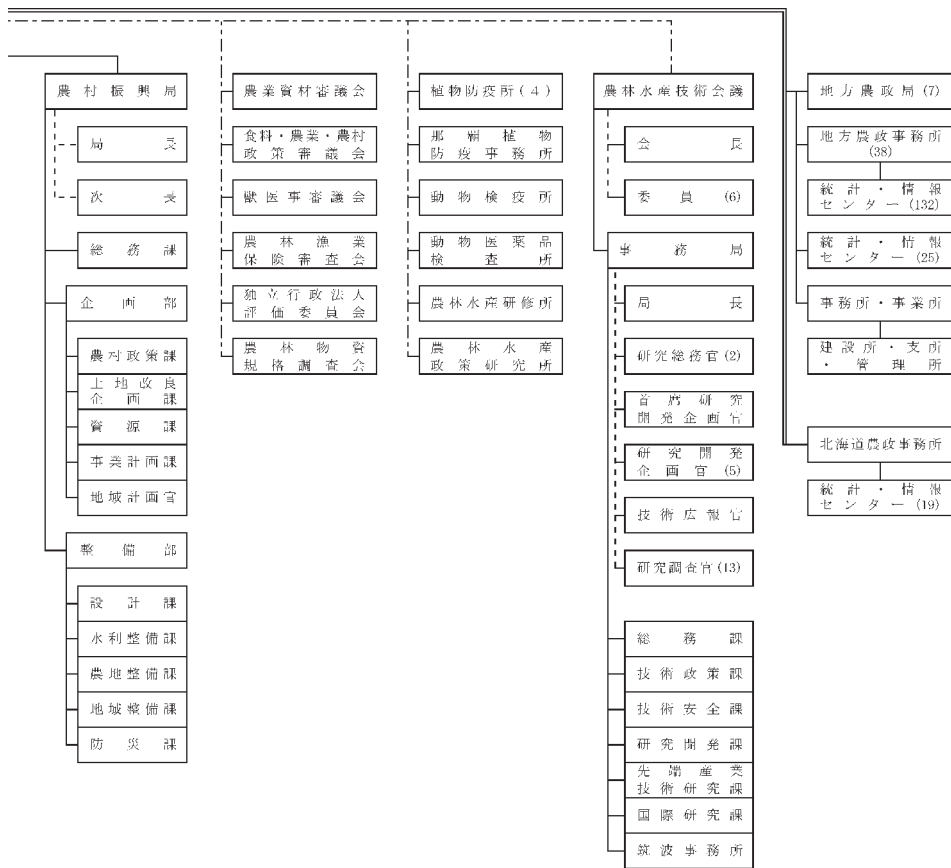 農村振興局
局長
次長
総務課
企画部
農村政策課
土地改良
企画課
資源課
事業計画課
地域計画官
整備部
設計課
水利整備課
農地整備課
地域整備課
防災課
農業資材審議会
食料・農業・農村
政策審議会
獣医事審議会
農林漁業
保険審査会
独立行政法人
評価委員会
農林物資
規格調査会
植物防疫所(4)
那覇植物
防疫事務所
動物検疫所
動物医薬品
検査所
農林水産研修所
農林水産
政策研究所
農林水産技術会議
会長
委員(6)
事務局
局長
研究総務官(2)
首席研究
開発企画官
研究開発
企画官(5)
技術広報官
研究調査官(13)
総務課
技術政策課
技術安全課
研究開発課
先端産業
技術研究課
国際研究課
筑波事務所
地方農政局(7)
地方農政事務所
(38)
統計・情報
センター(132)
統計・情報
センター(25)
事務所・事業所
建設所・支所
・管理所
北海道農政事務所
統計・情報
センター(19)